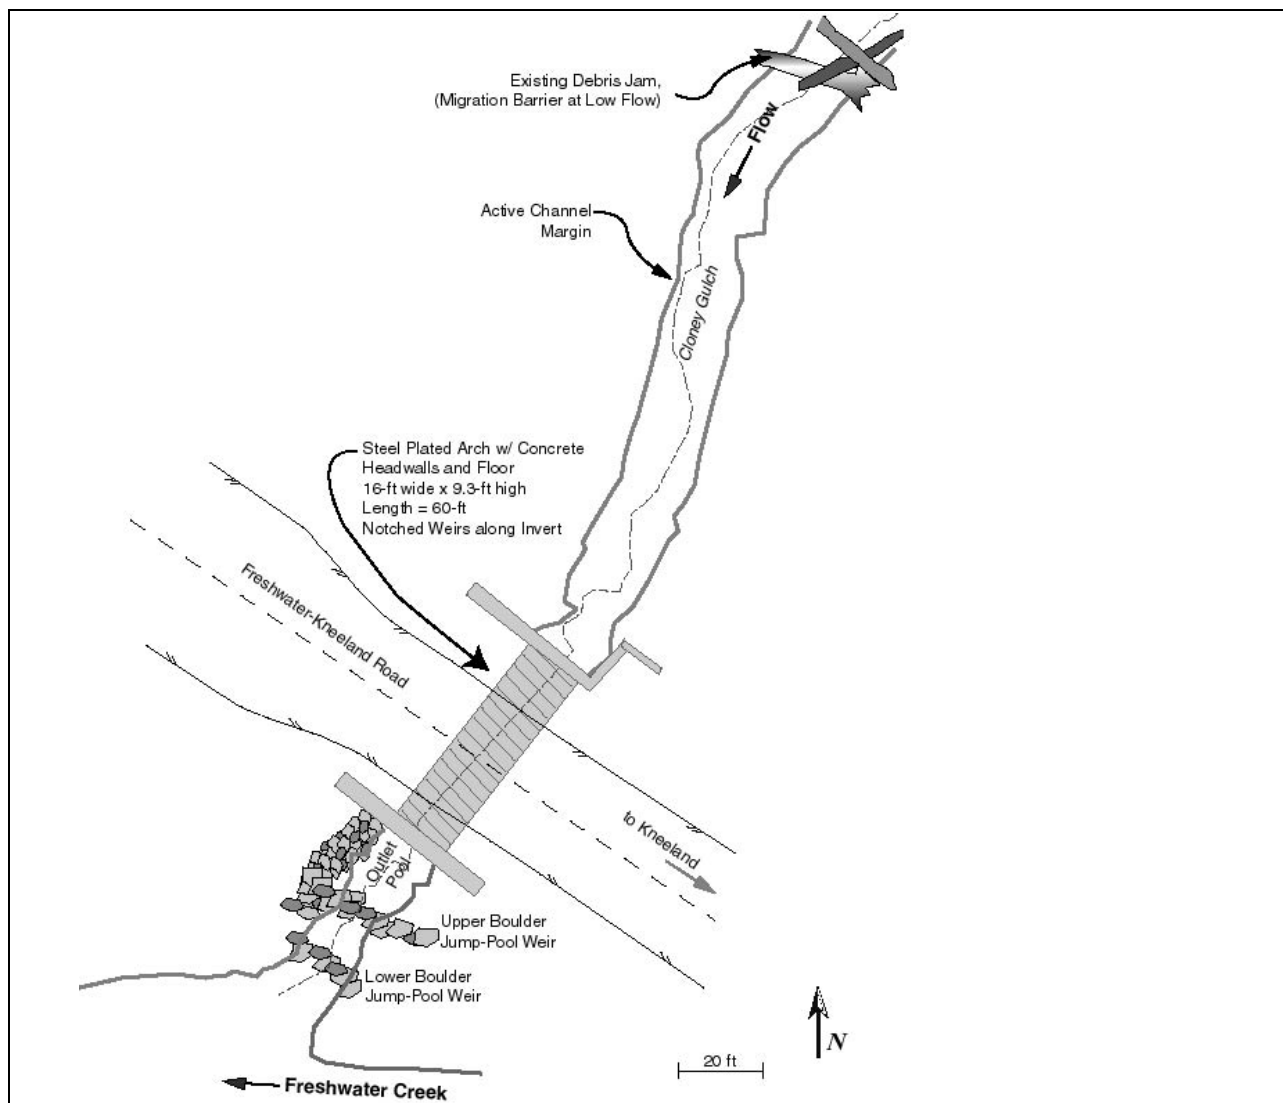 Existing Debris Jam,
(Migration Barrier at Low Flow)
Flow
Active Channel
Margin
Cloney Gulch
Steel Plated Arch w/ Concrete
Headwalls and Floor
16-ft wide x 9.3-ft high
Length = 60-ft
Notched Weirs along Invert
Freshwater-Kneeland Road
to Kneeland
Outlet
Pool
Upper Boulder
Jump-Pool Weir
Lower Boulder
Jump-Pool Weir
N
20 ft
Freshwater Creek